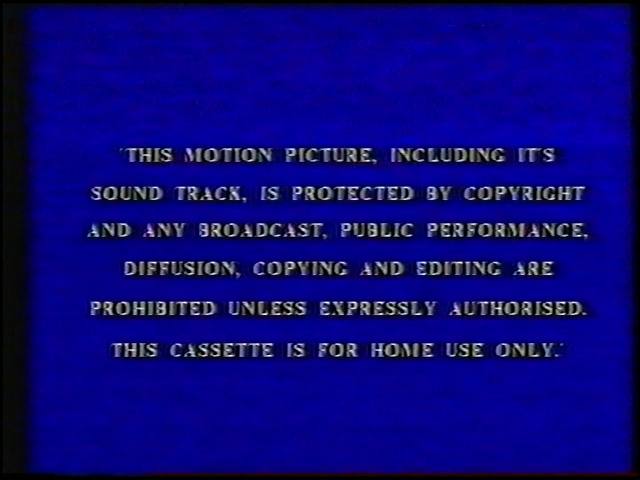 'THIS MOTION PICTURE, INCLUDING IT'S
SOUND TRACK, IS PROTECTED BY COPYRIGHT
AND ANY BROADCAST, PUBLIC PERFORMANCE,
DIFFUSION, COPYING AND EDITING ARE
PROHIBITED UNLESS EXPRESSLY AUTHORISED.
THIS CASSETTE IS FOR HOME USE ONLY.'